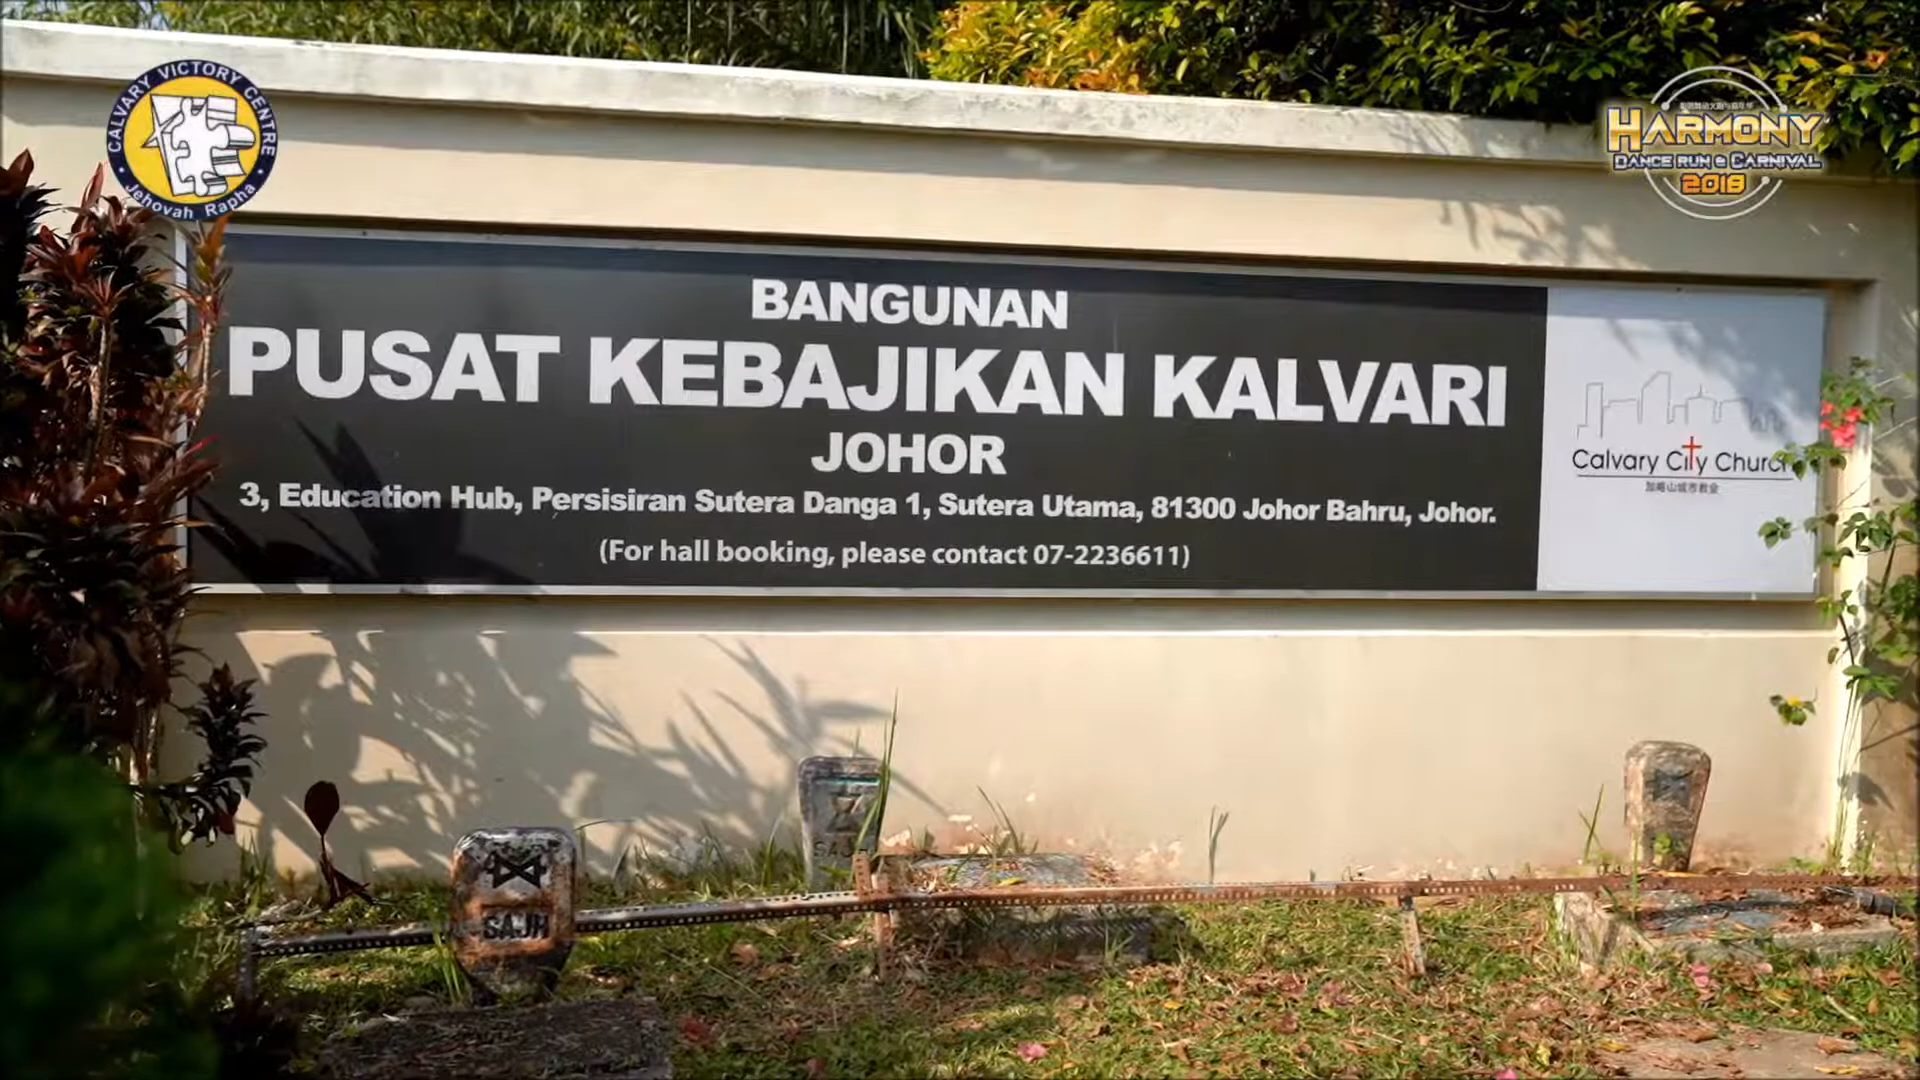 CALVARY VICTORY CENTRE
Jehovah Rapha
HARMONY
DANCE RUN & CARNIVAL
2018
BANGUNAN
PUSAT KEBAJIKAN KALVARI
JOHOR
3, Education Hub, Persisiran Sutera Danga 1, Sutera Utama, 81300 Johor Bahru, Johor.
(For hall booking, please contact 07-2236611)
Calvary City Church
加略山城市教会
SAJH
SAJH